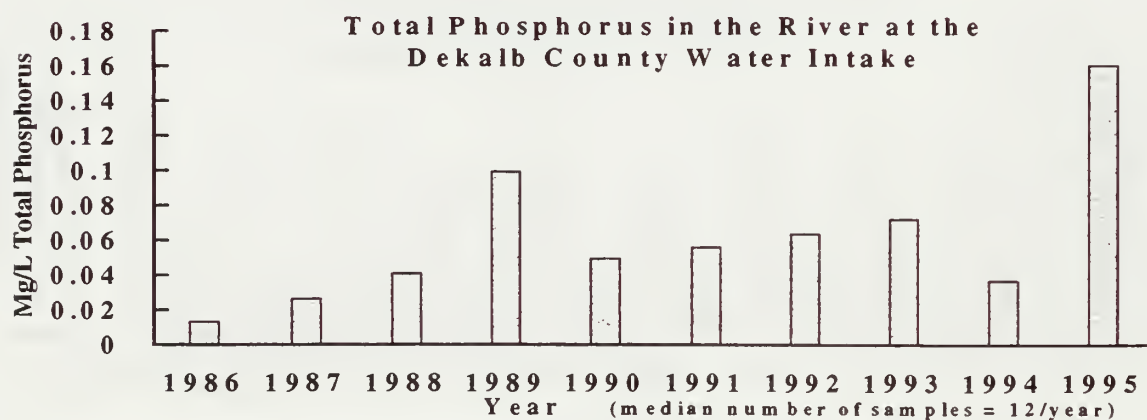 Total Phosphorus in the River at the
Dekalb County Water Intake
Mg/L Total Phosphorus
0.18
0.16
0.14
0.12
0.1
0.08
0.06
0.04
0.02
0
1986 1987 1988 1989 1990 1991 1992 1993 1994 1995
Year (median number of samples = 12/year)